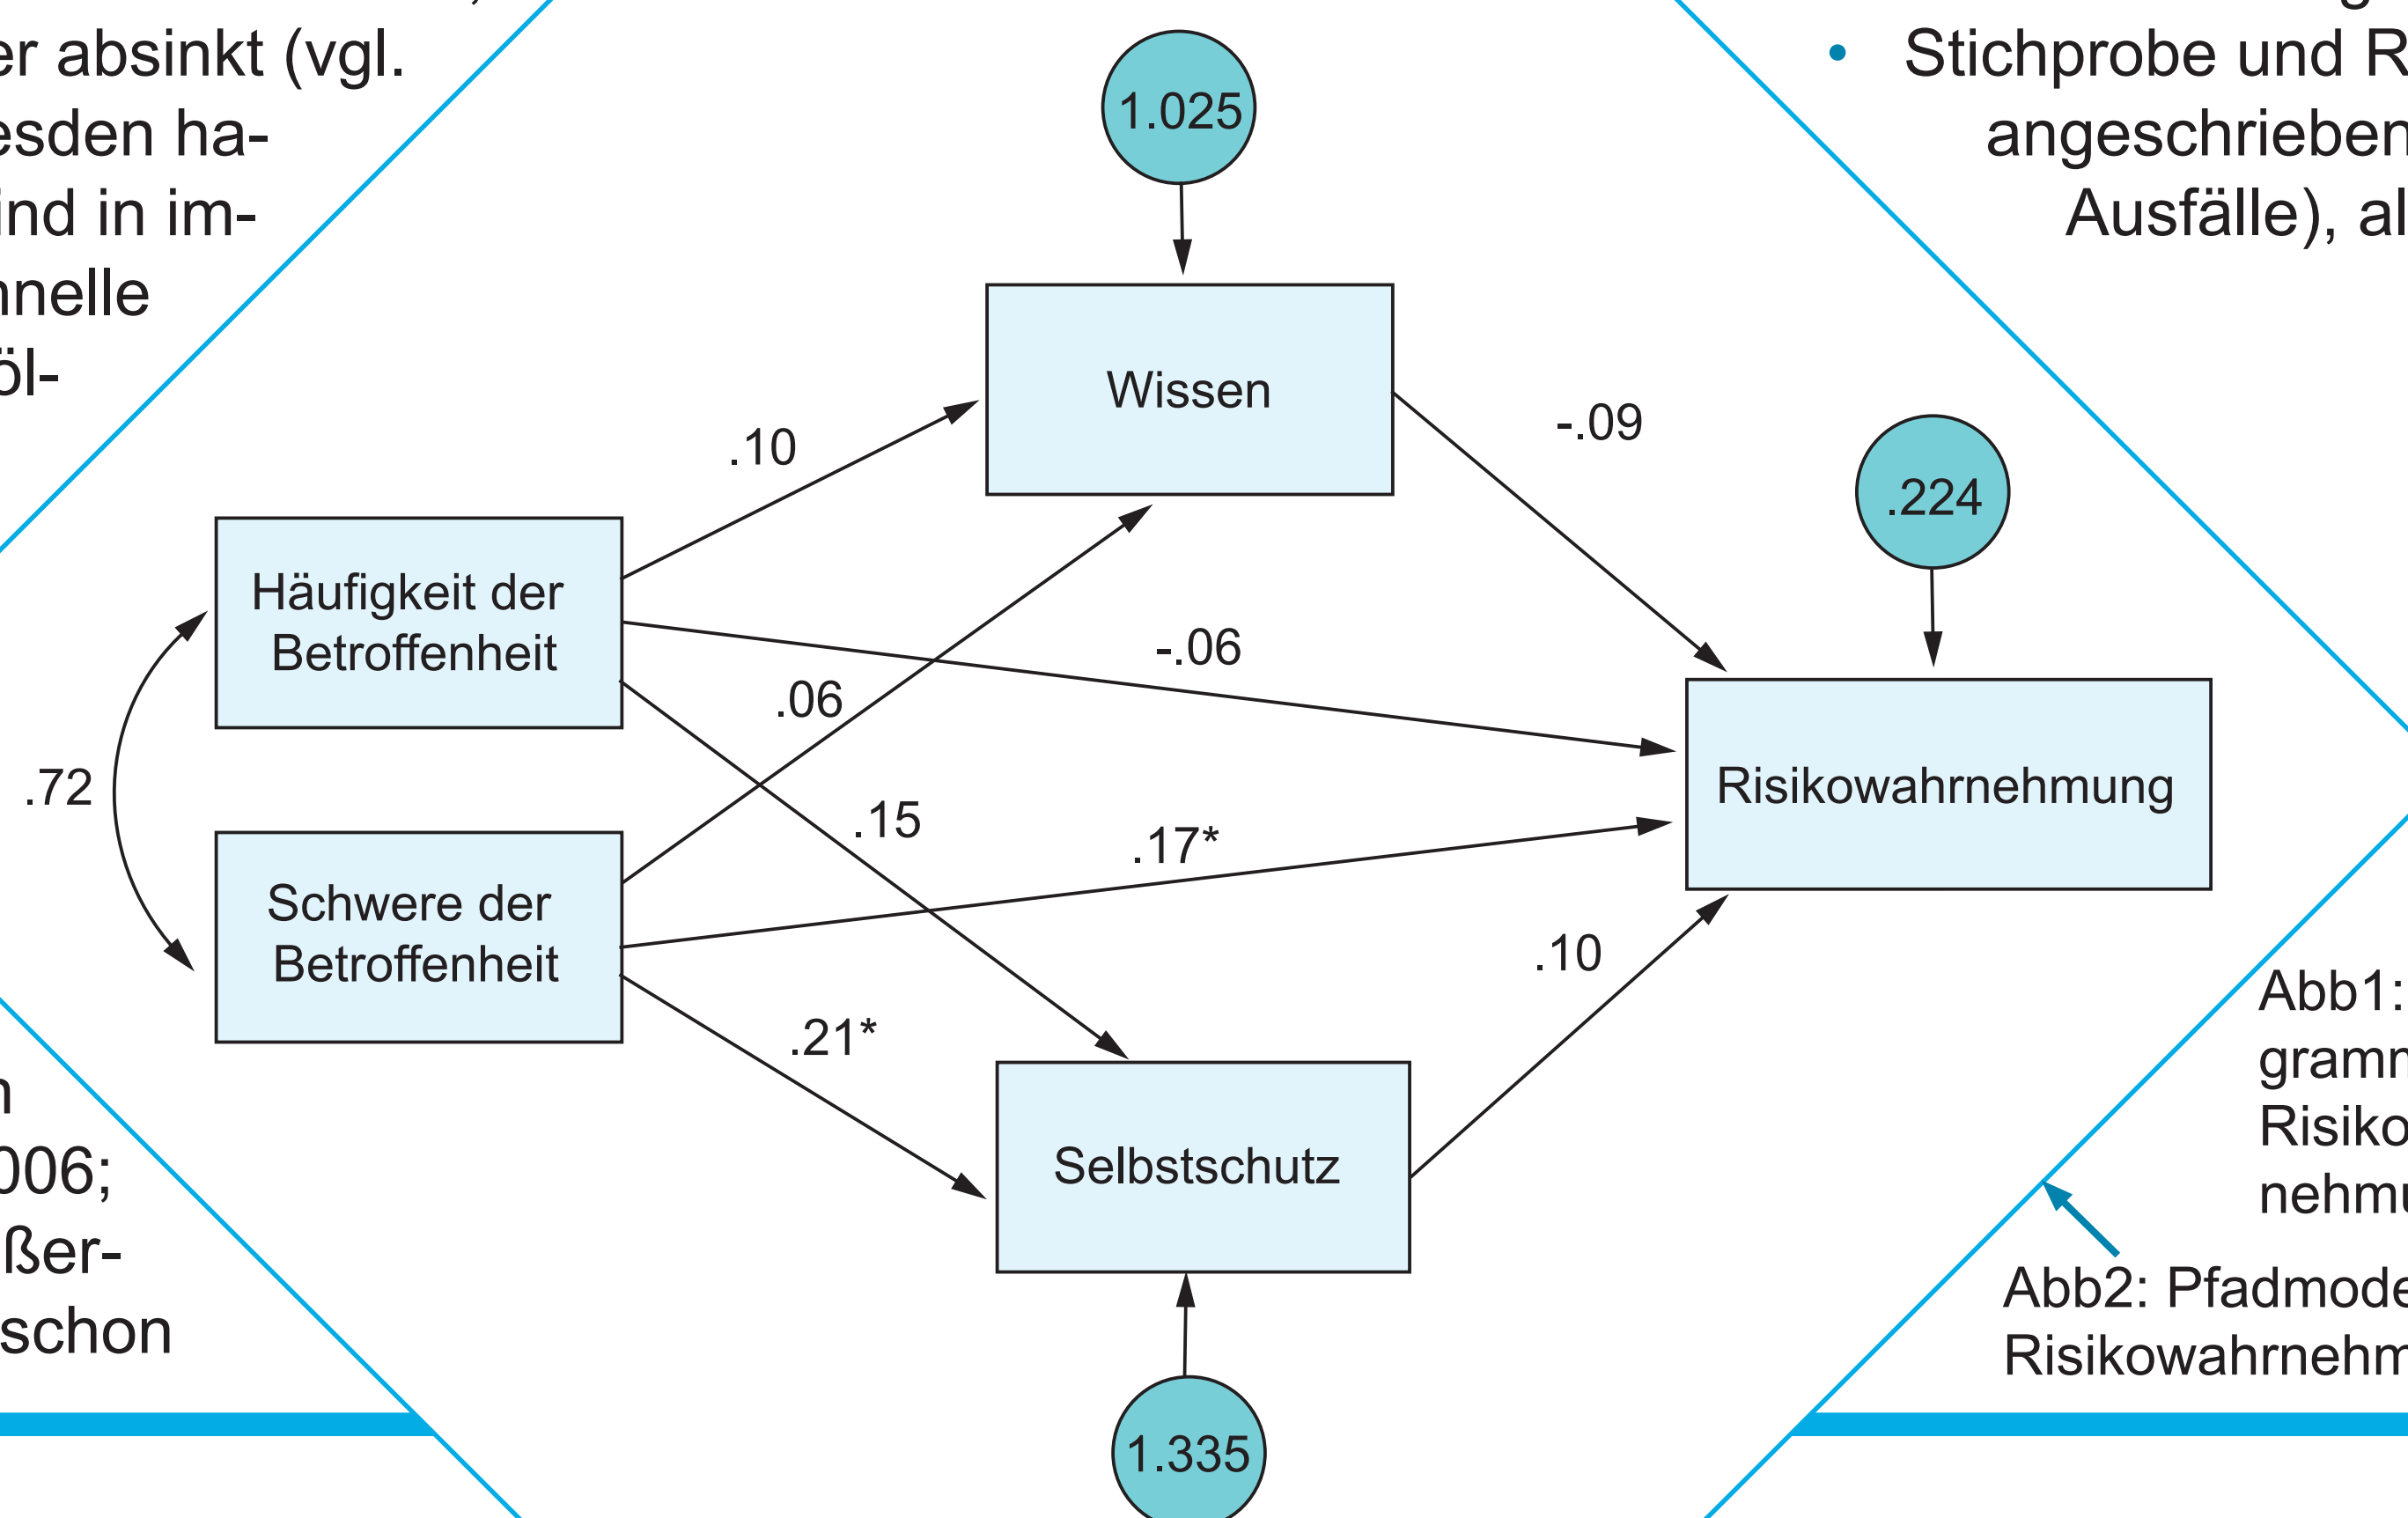 er absinkt (vgl.
esden ha-
ind in im-
nnelle
öl-
n
006;
ßer-
schon
1.025
Wissen
.10
-.09
.224
Häufigkeit der
Betroffenheit
-.06
.06
.72
Risikowahrnehmung
.15
.17*
Schwere der
Betroffenheit
.10
.21*
Selbstschutz
1.335
• Stichprobe und R
angeschrieben
Ausfälle), al
Abb1:
gramm
Risiko
nehmu
Abb2: Pfadmode
Risikowahrnehm